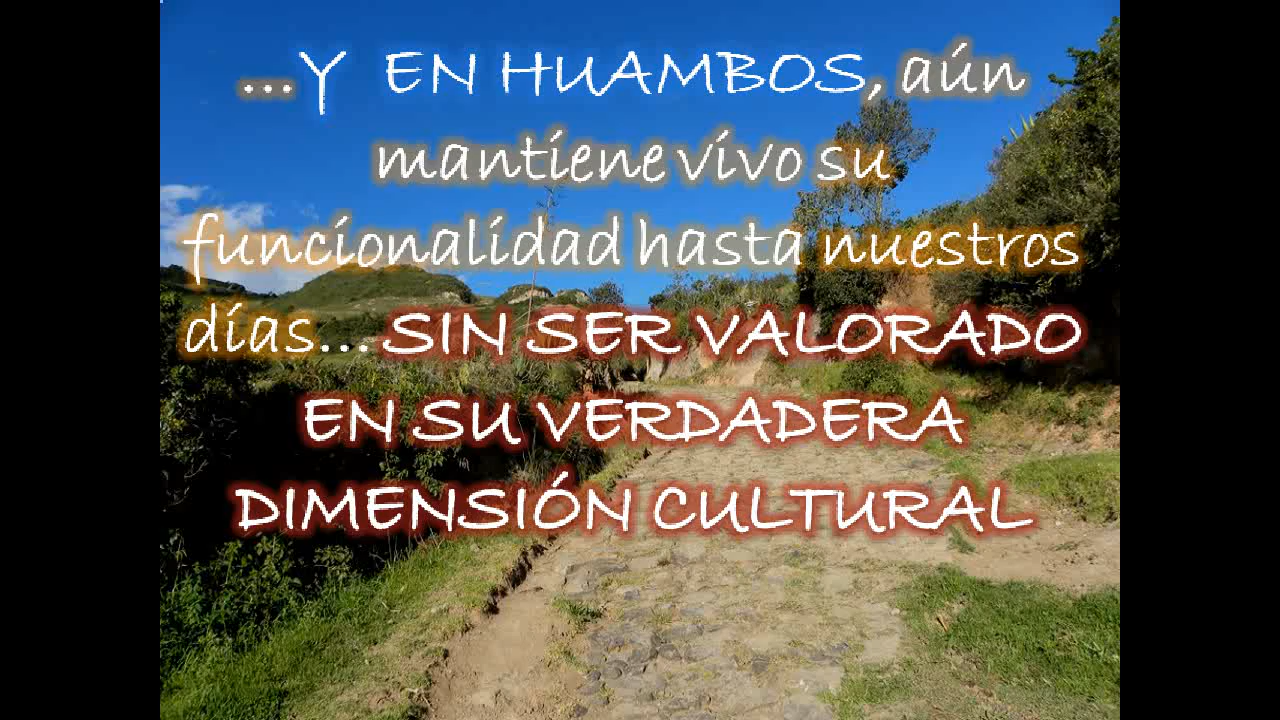 ...Y EN HUAMBOS, aún
mantiene vivo su
funcionalidad hasta nuestros
días... SIN SER VALORADO
EN SU VERDADERA
DIMENSIÓN CULTURAL